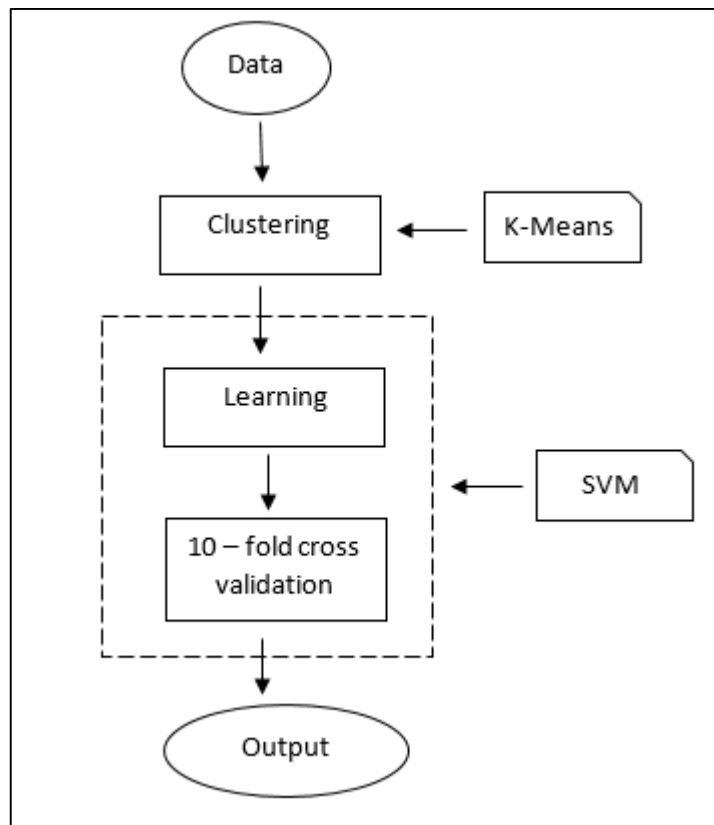 Data
Clustering
K-Means
Learning
SVM
10 – fold cross
validation
Output